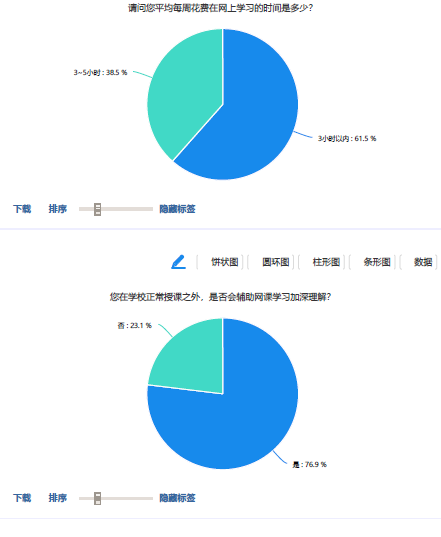 请问您平均每周花费在网上学习的时间是多少?
3~5小时 : 38.5 %
3小时以内 : 61.5 %
下载 排序 隐藏标签
饼状图 圆环图 柱形图 条形图 数据
您在学校正常授课之外，是否会辅助网课学习加深理解?
否 : 23.1 %
是 : 76.9 %
下载 排序 隐藏标签